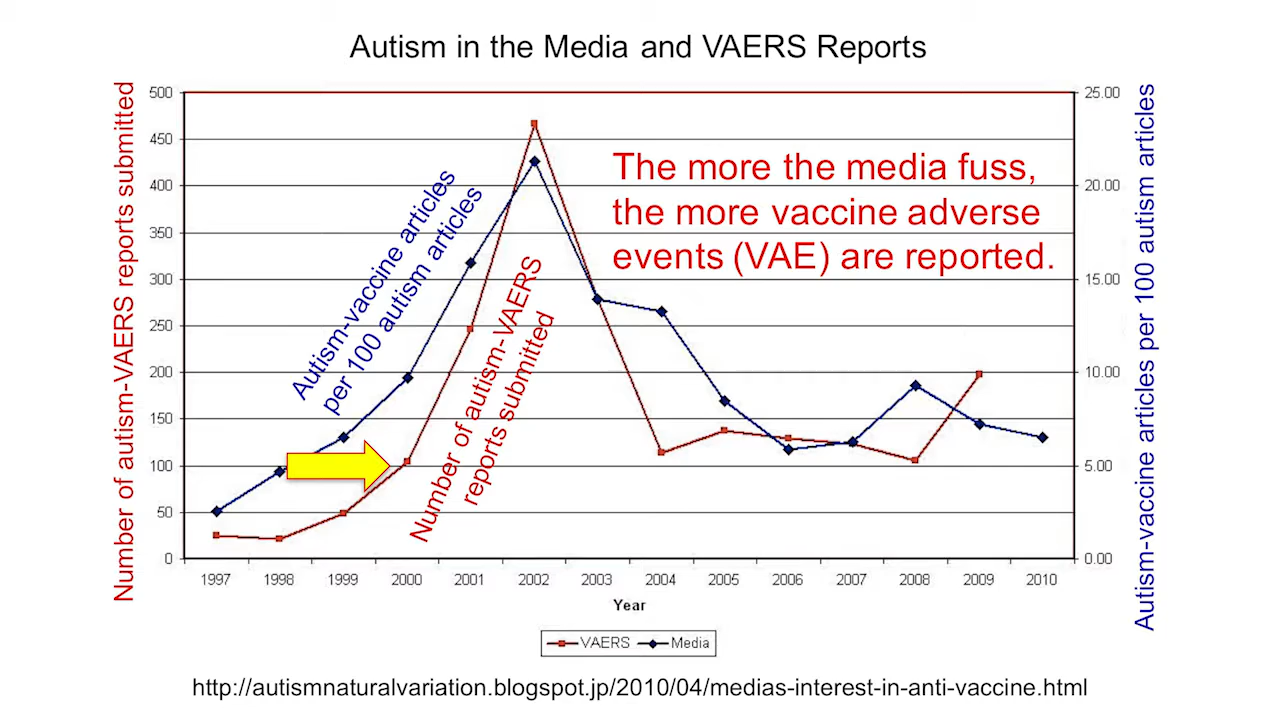 Autism in the Media and VAERS Reports
Number of autism-VAERS reports submitted
500
450
400
350
300
250
200
150
100
50
0
25.00
20.00
15.00
10.00
5.00
0.00
Autism-vaccine articles per 100 autism articles
The more the media fuss,
the more vaccine adverse
events (VAE) are reported.
Autism-vaccine articles
per 100 autism articles
Number of autism-VAERS
reports submitted
1997 1998 1999 2000 2001 2002 2003 2004 2005 2006 2007 2008 2009 2010
Year
VAERS Media
http://autismnaturalvariation.blogspot.jp/2010/04/medias-interest-in-anti-vaccine.html